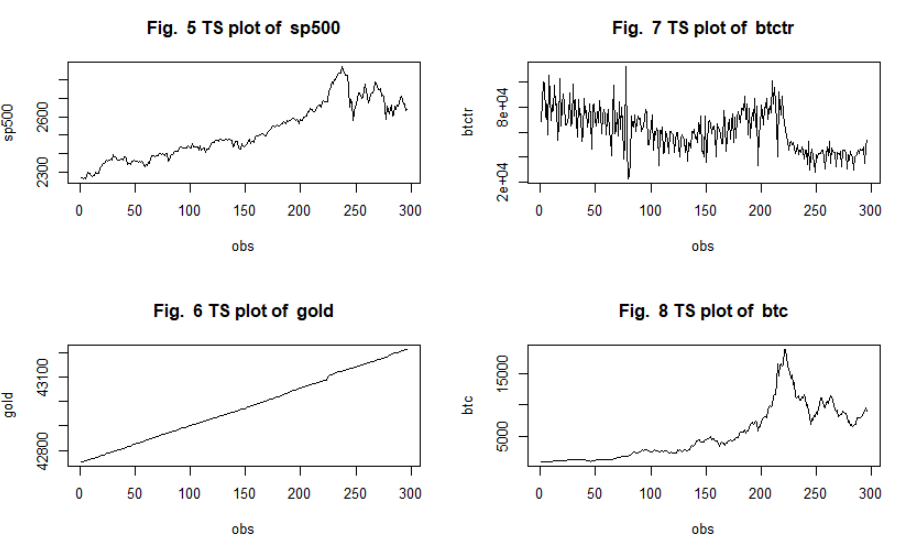 Fig. 5 TS plot of sp500
sp500
2300 2600
0 50 100 150 200 250 300
obs
Fig. 7 TS plot of btctr
btctr
2e+04 8e+04
0 50 100 150 200 250 300
obs
Fig. 6 TS plot of gold
gold
42800 43100
0 50 100 150 200 250 300
obs
Fig. 8 TS plot of btc
btc
5000 15000
0 50 100 150 200 250 300
obs